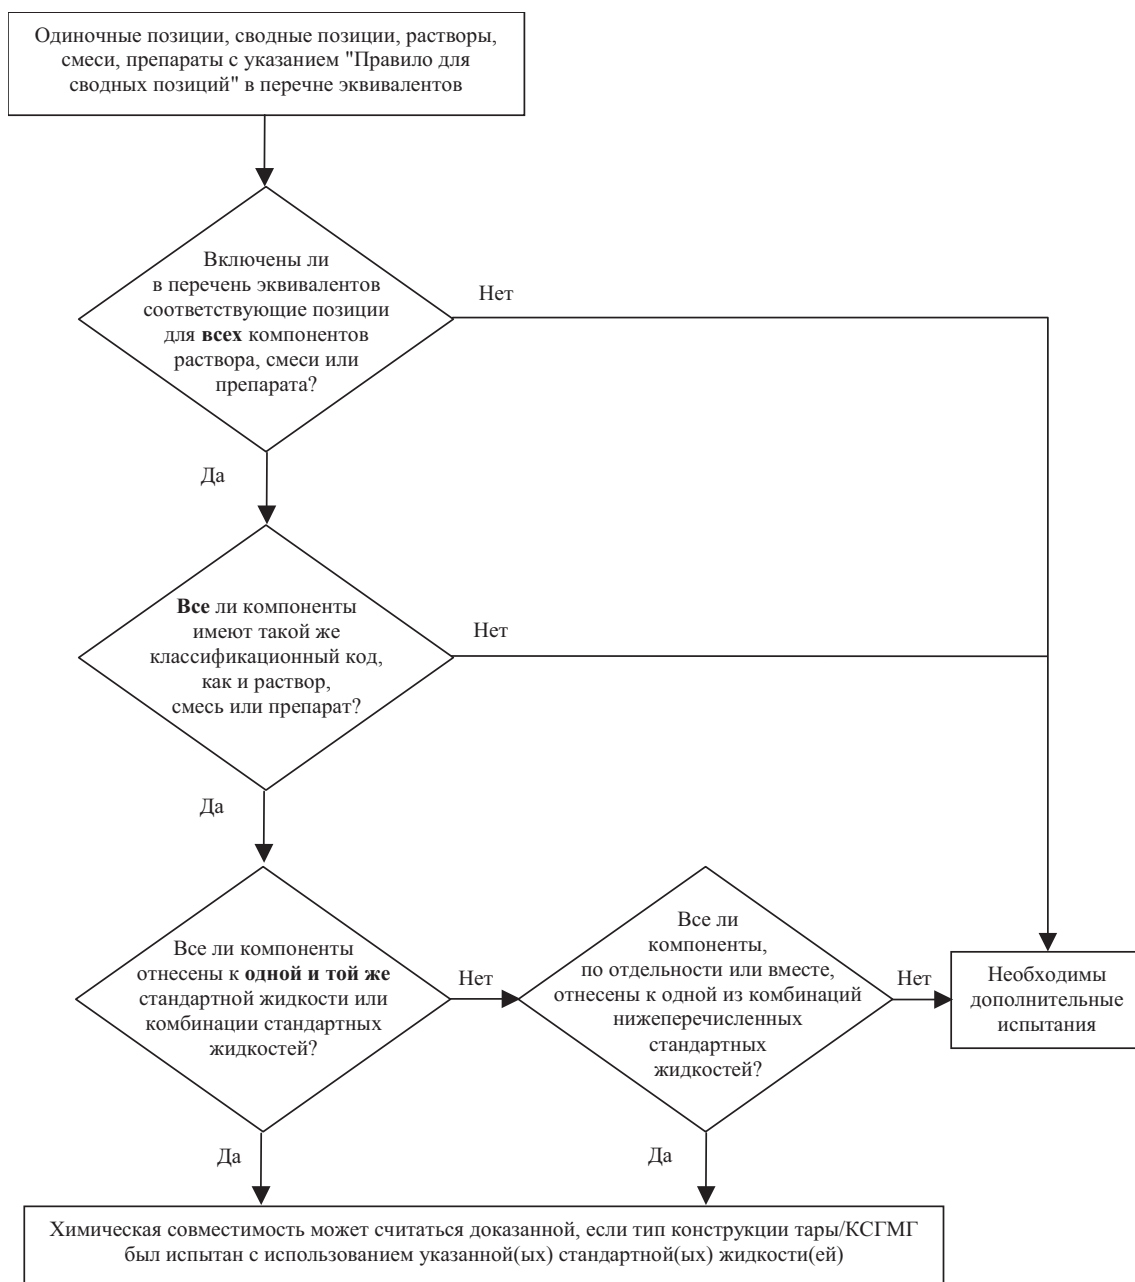 Одиночные позиции, сводные позиции, растворы,
смеси, препараты с указанием "Правило для
сводных позиций" в перечне эквивалентов
Включены ли
в перечень эквивалентов
соответствующие позиции
для всех компонентов
раствора, смеси или
препарата?
Нет
Да
Все ли компоненты
имеют такой же
классификационный код,
как и раствор,
смесь или препарат?
Нет
Да
Все ли компоненты
отнесены к одной и той же
стандартной жидкости или
комбинации стандартных
жидкостей?
Нет
Все ли
компоненты,
по отдельности или вместе,
отнесены к одной из комбинаций
нижеперечисленных
стандартных
жидкостей?
Нет
Необходимы
дополнительные
испытания
Да
Да
Химическая совместимость может считаться доказанной, если тип конструкции тары/КСГМГ
был испытан с использованием указанной(ых) стандартной(ых) жидкости(ей)